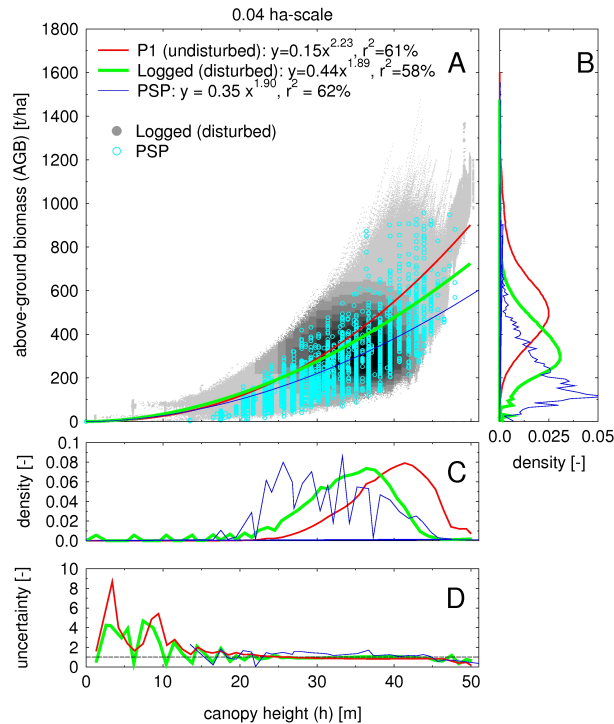 0.04 ha-scale
1800
1600
1400
1200
1000
800
600
400
200
0
above-ground biomass (AGB) [t/ha]
P1 (undisturbed): y=0.15x^2.23, r^2=61%
Logged (disturbed): y=0.44x^1.89, r^2=58%
PSP: y = 0.35 x^1.90, r^2 = 62%
Logged (disturbed)
PSP
A
B
0.0 0.025 0.05
density [-]
0.1
0.08
0.06
0.04
0.02
0.0
density [-]
C
10
8
6
4
2
0
uncertainty [-]
D
0 10 20 30 40 50
canopy height (h) [m]